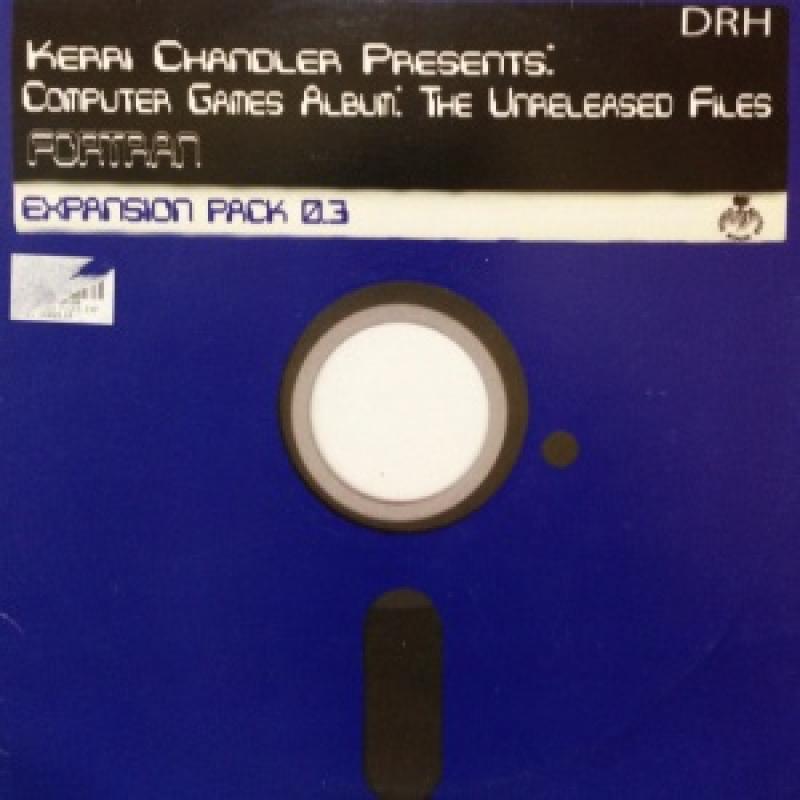 DRH
Kerri Chandler Presents:
Computer Games Album: The Unreleased Files
FORTRAN
EXPANSION PACK 0.3